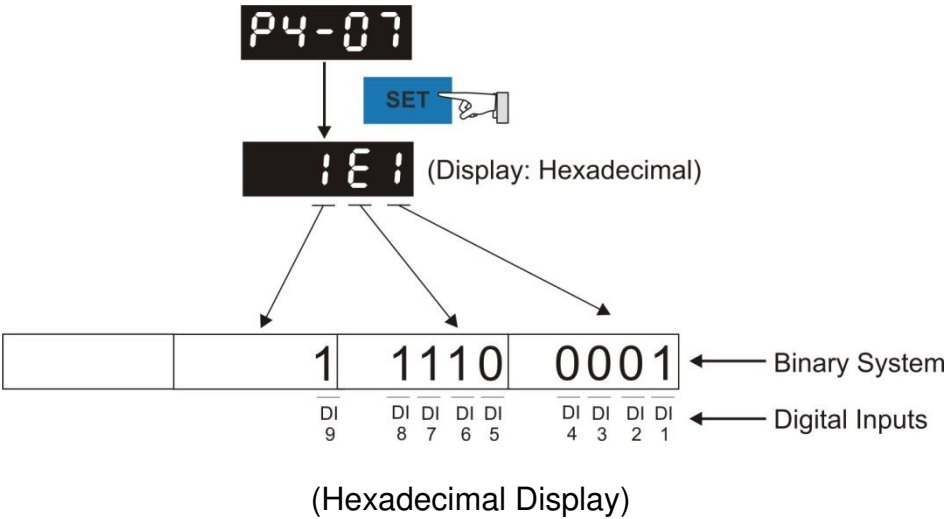 P4-07
SET
1E1 (Display: Hexadecimal)
1 1110 0001 Binary System
DI DI DI DI DI DI DI DI DI Digital Inputs
9 8 7 6 5 4 3 2 1
(Hexadecimal Display)